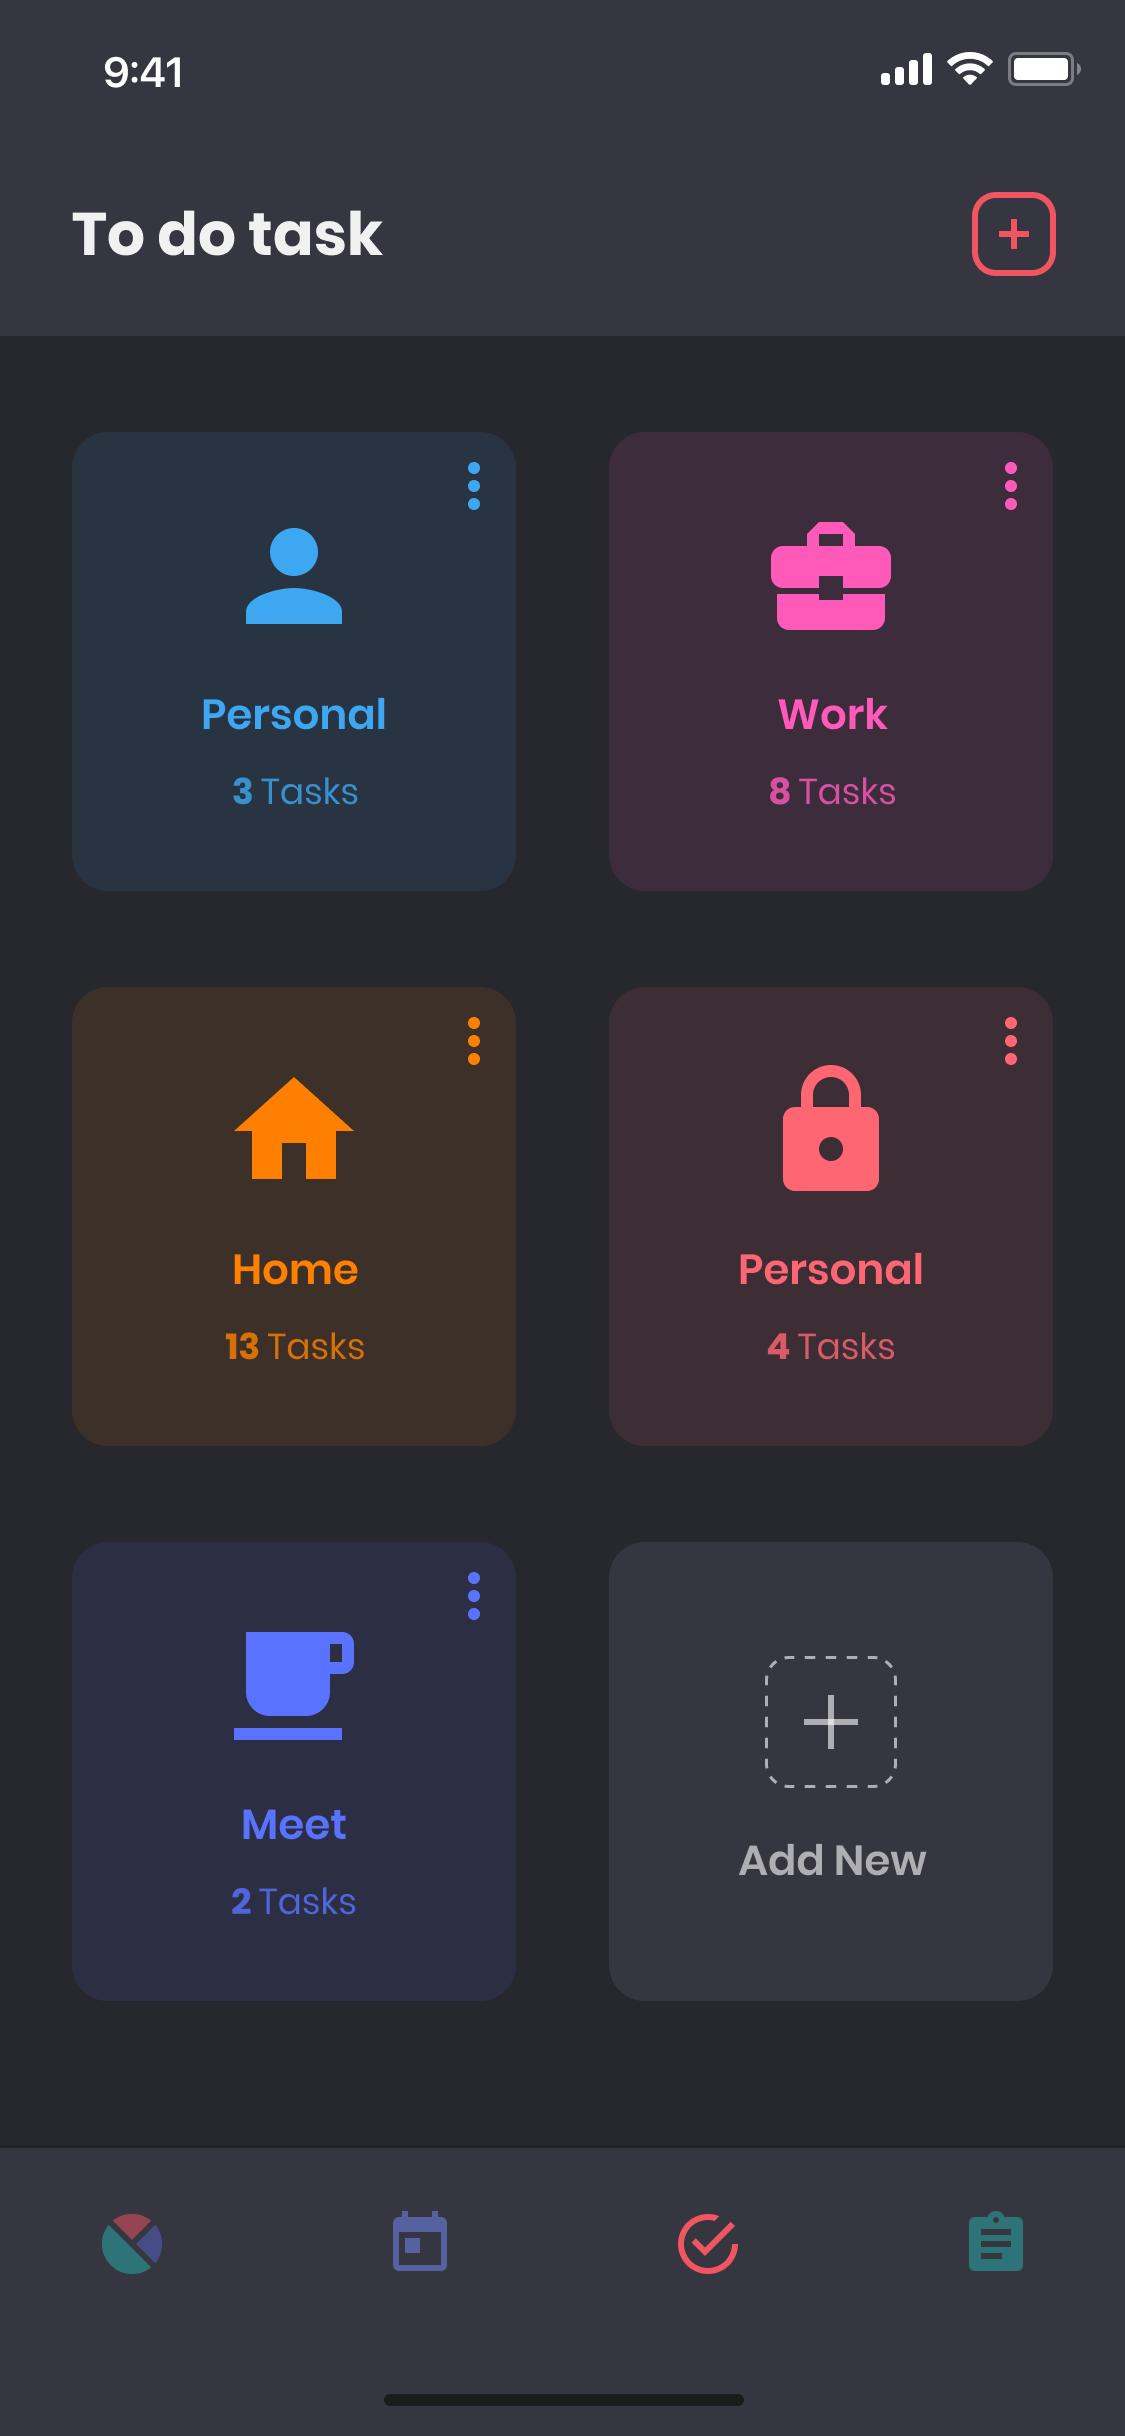 9:41
To do task
Personal
3 Tasks
Work
8 Tasks
Home
13 Tasks
Personal
4 Tasks
Meet
2 Tasks
Add New